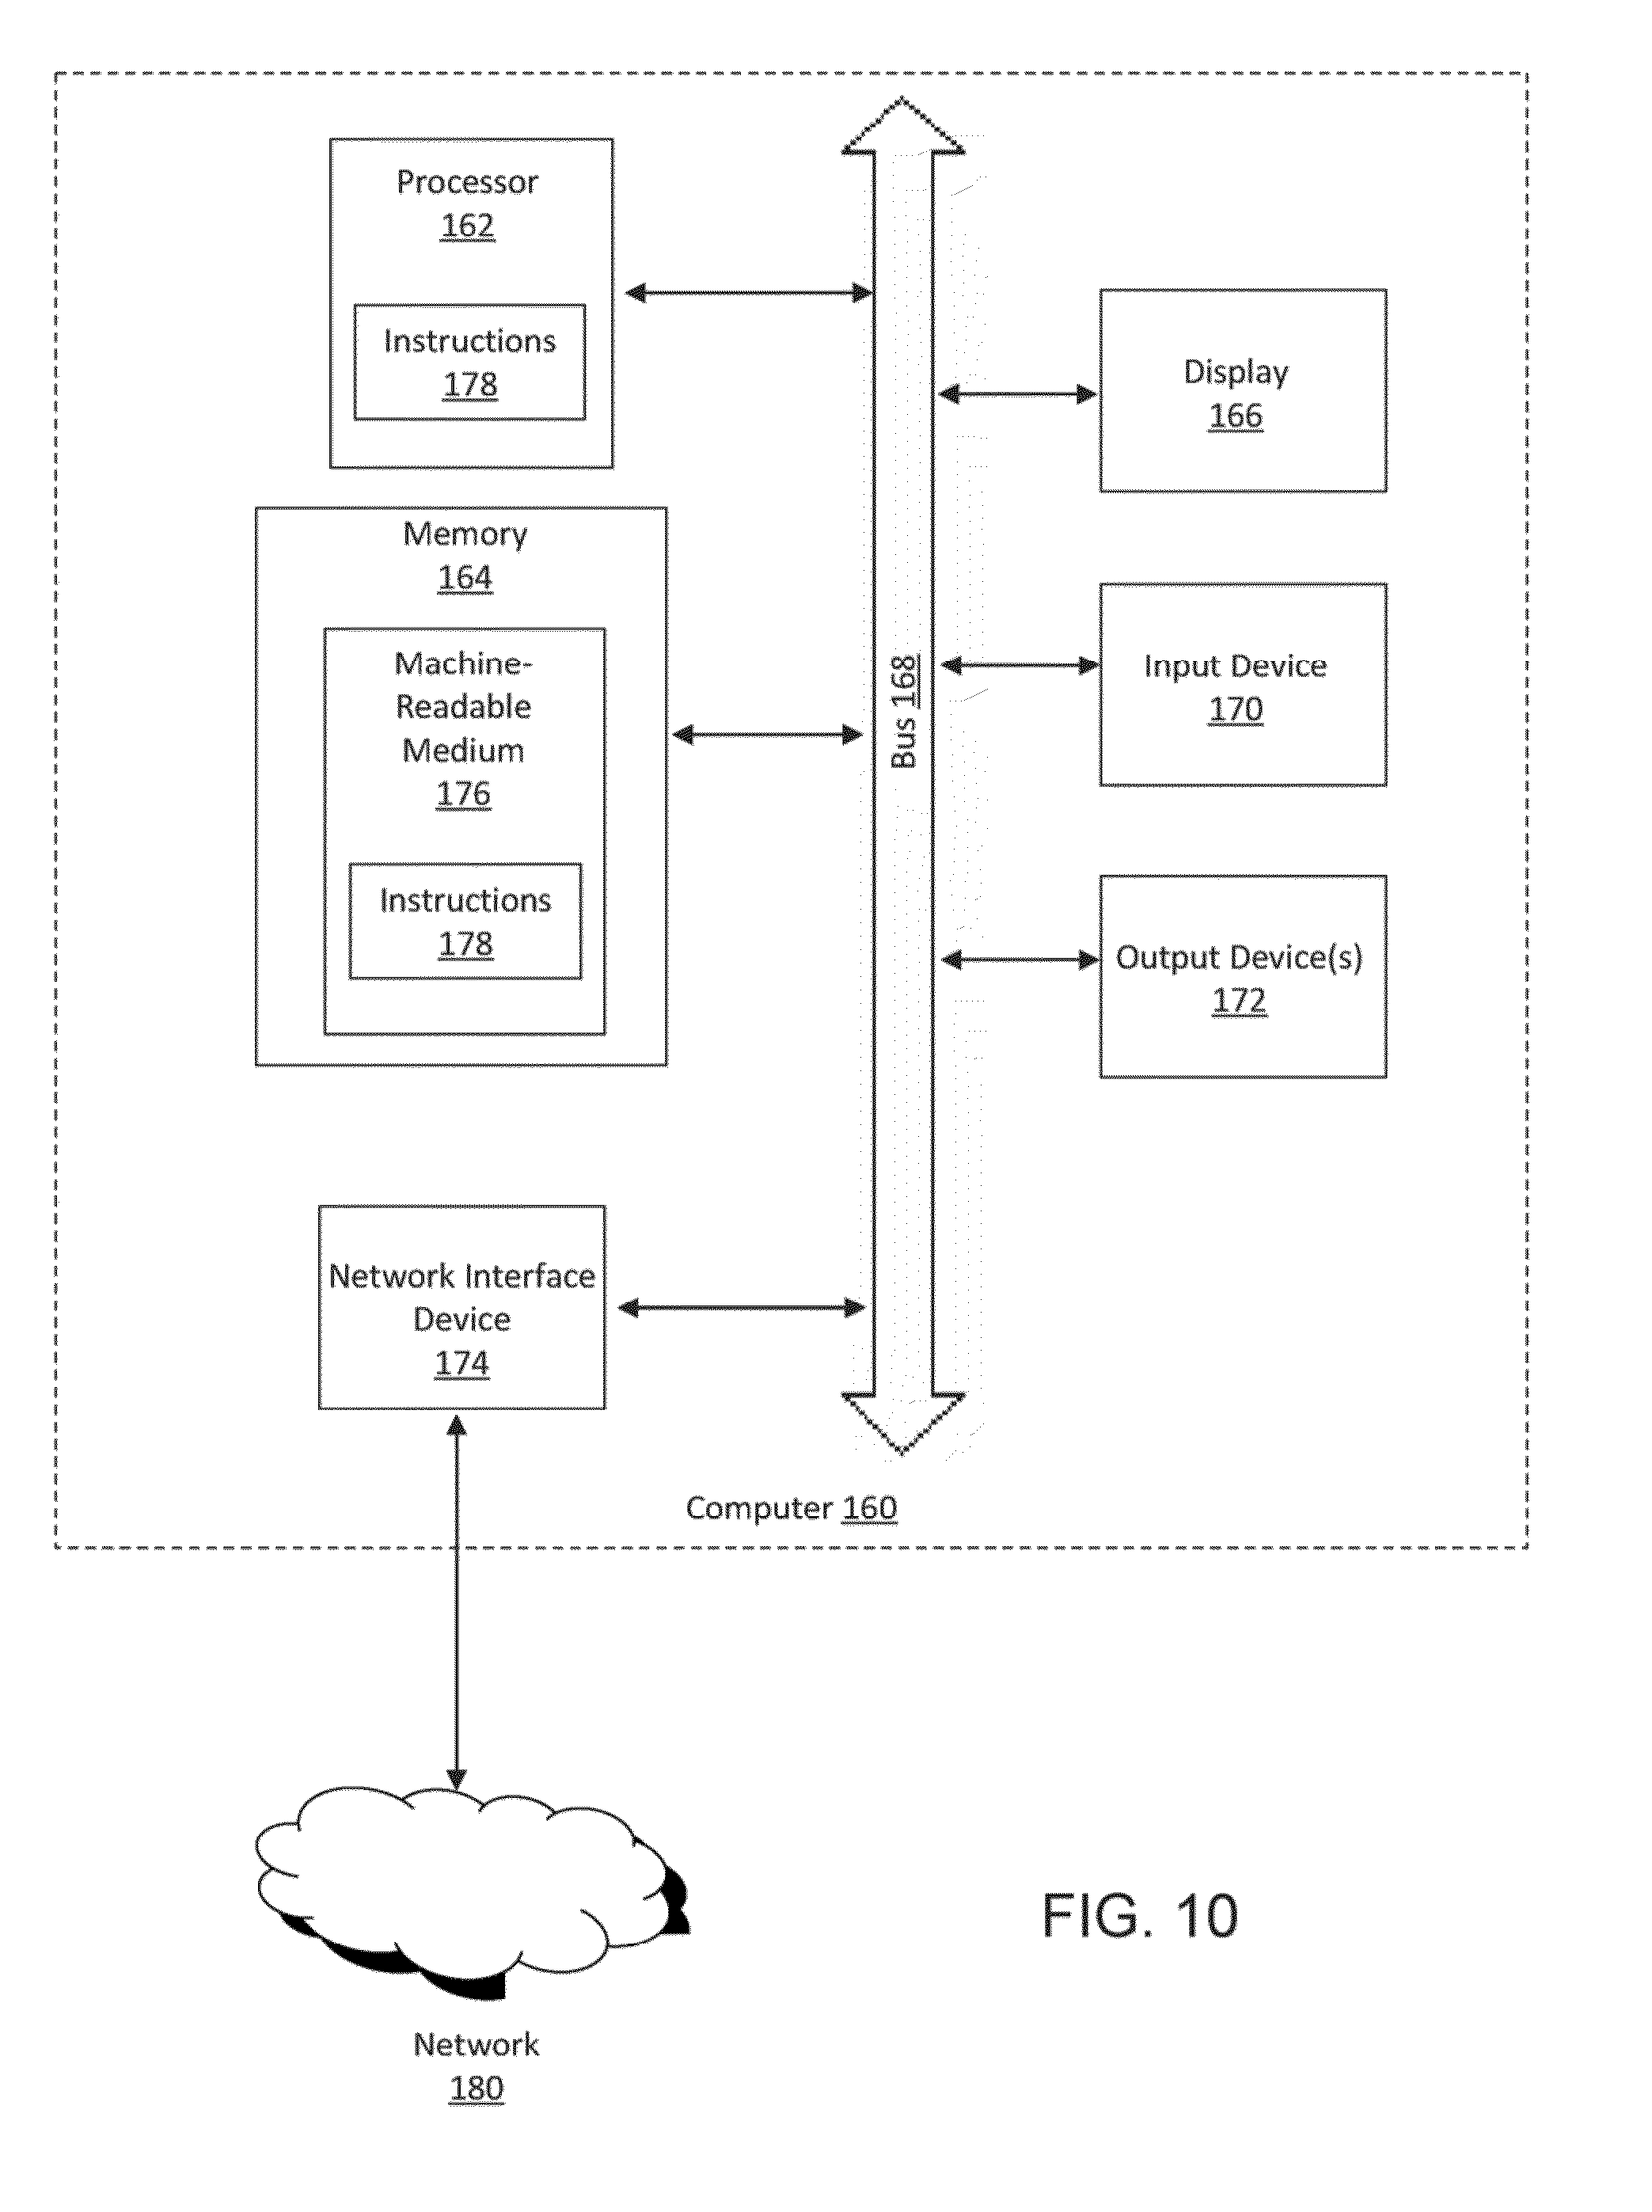 Processor
162
Instructions
178
Display
166
Memory
164
Machine-
Readable
Medium
176
Instructions
178
Bus 168
Input Device
170
Output Device(s)
172
Network Interface
Device
174
Computer 160
Network
180
FIG. 10